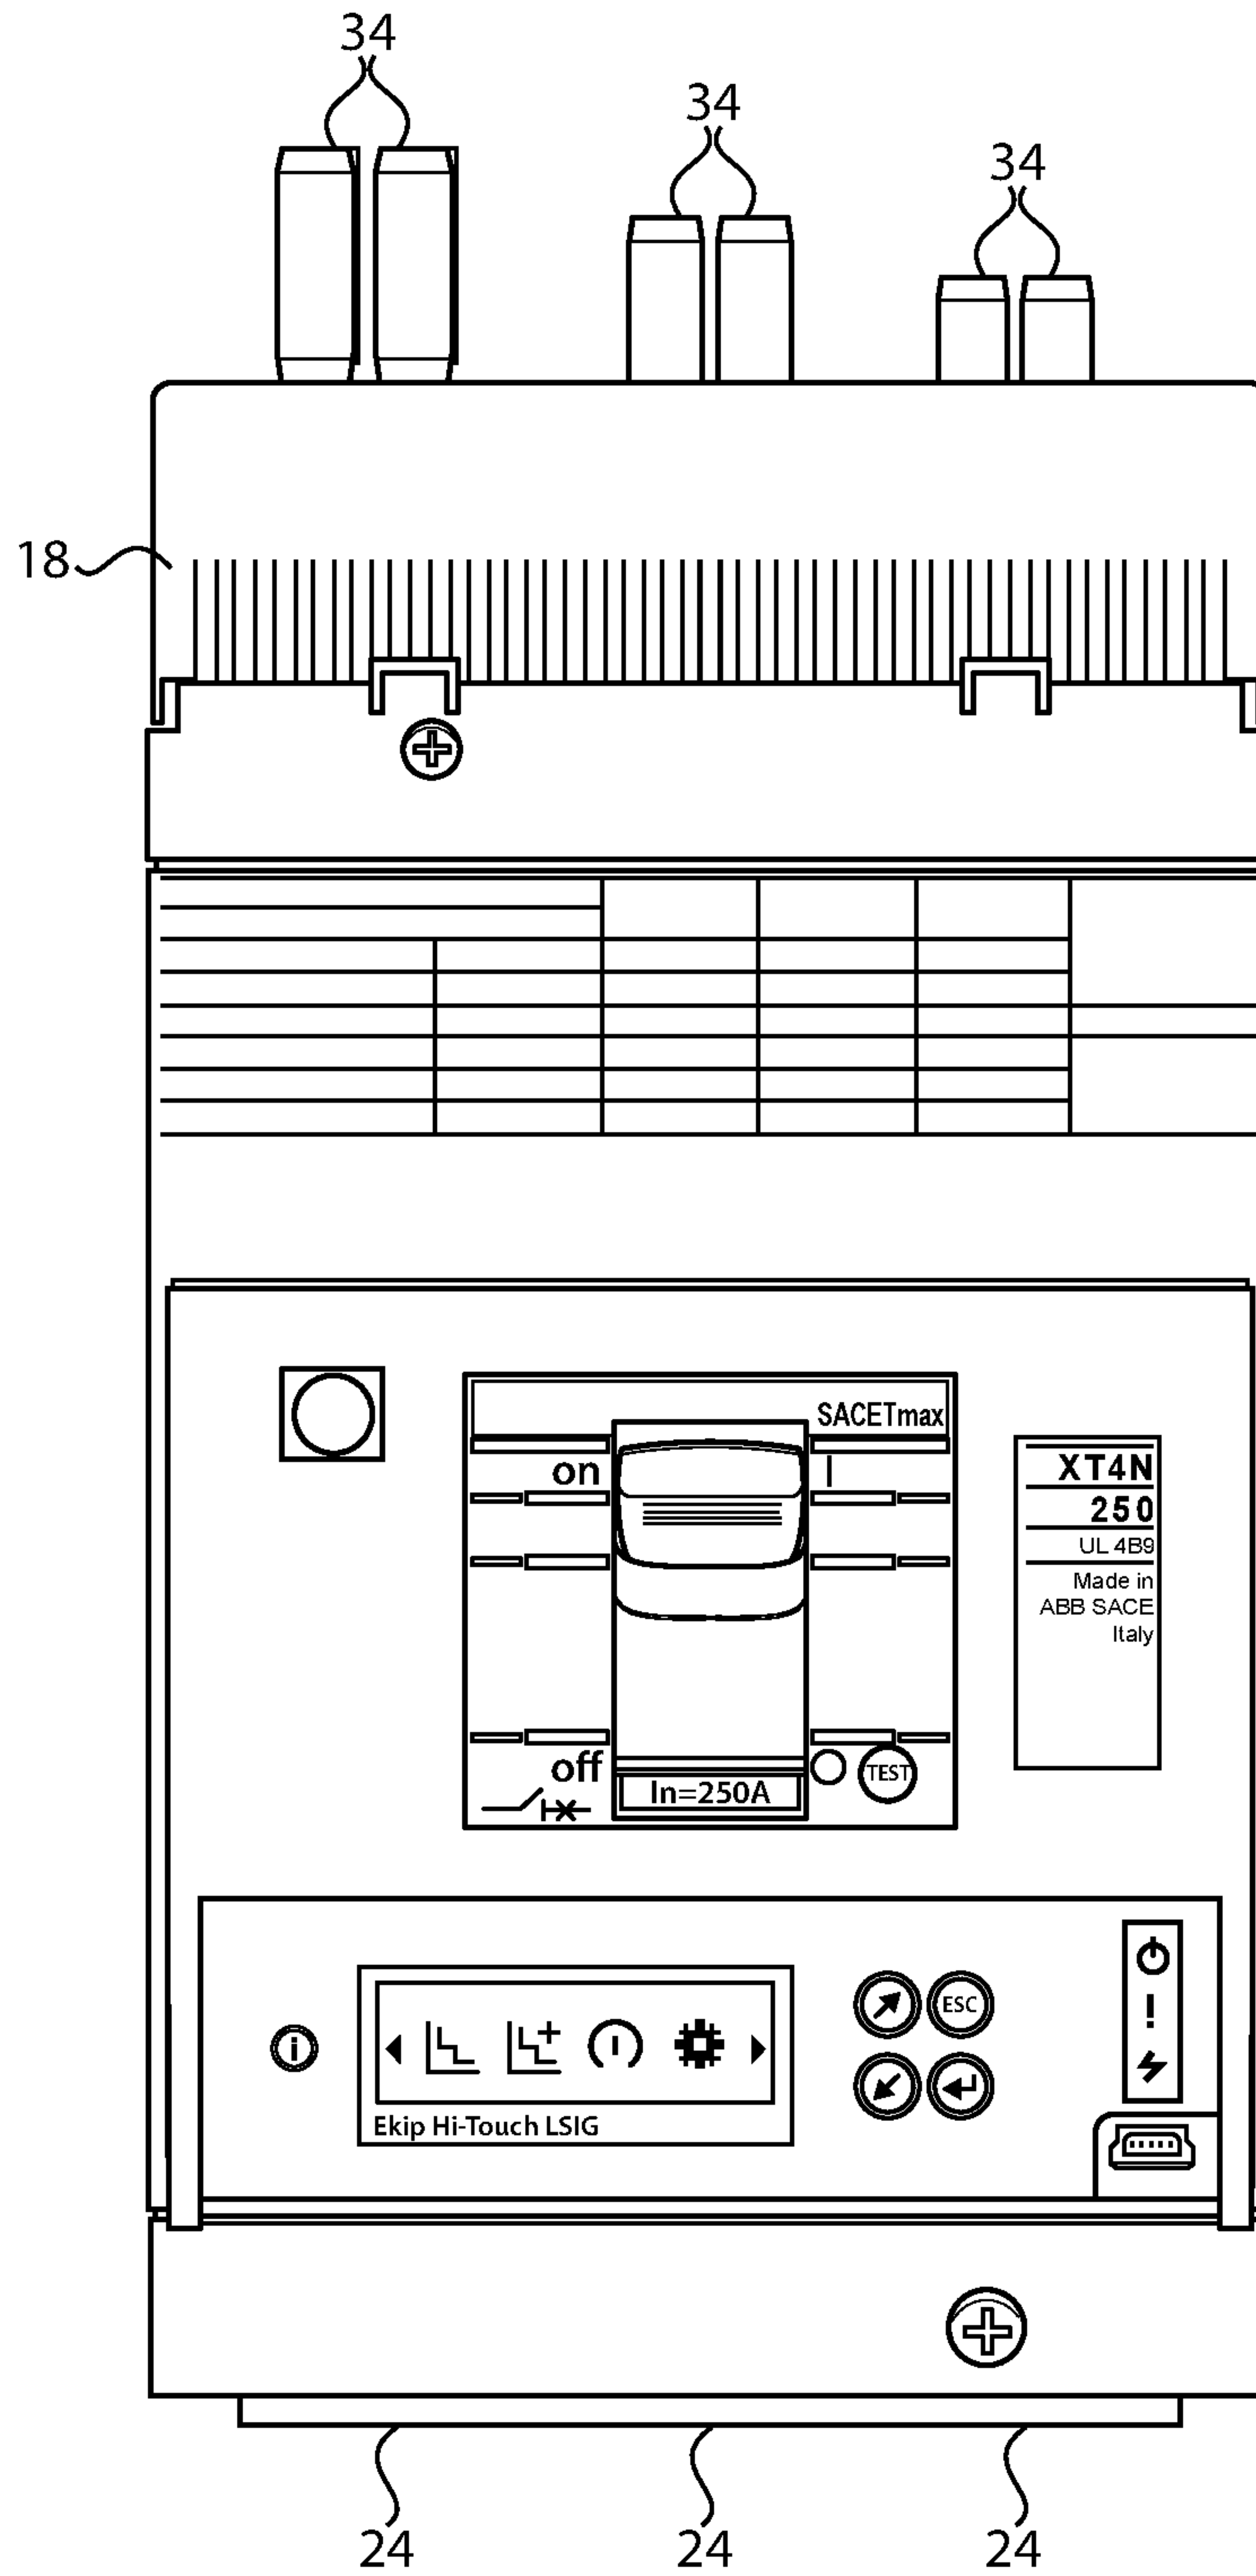 34
34
34
18
SACETmax
on
I
XT4N
250
UL 4B9
Made in
ABB SACE
Italy
off
TEST
In=250A
i
ESC
!
Ekip Hi-Touch LSIG
24
24
24